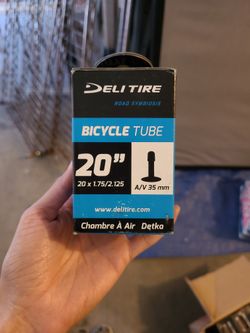 DELI TIRE
ROAD SYMBIOSIS
BICYCLE TUBE
20"
20 x 1.75/2.125
A/V 35 mm
www.delitire.com
Chambre À Air Dętka